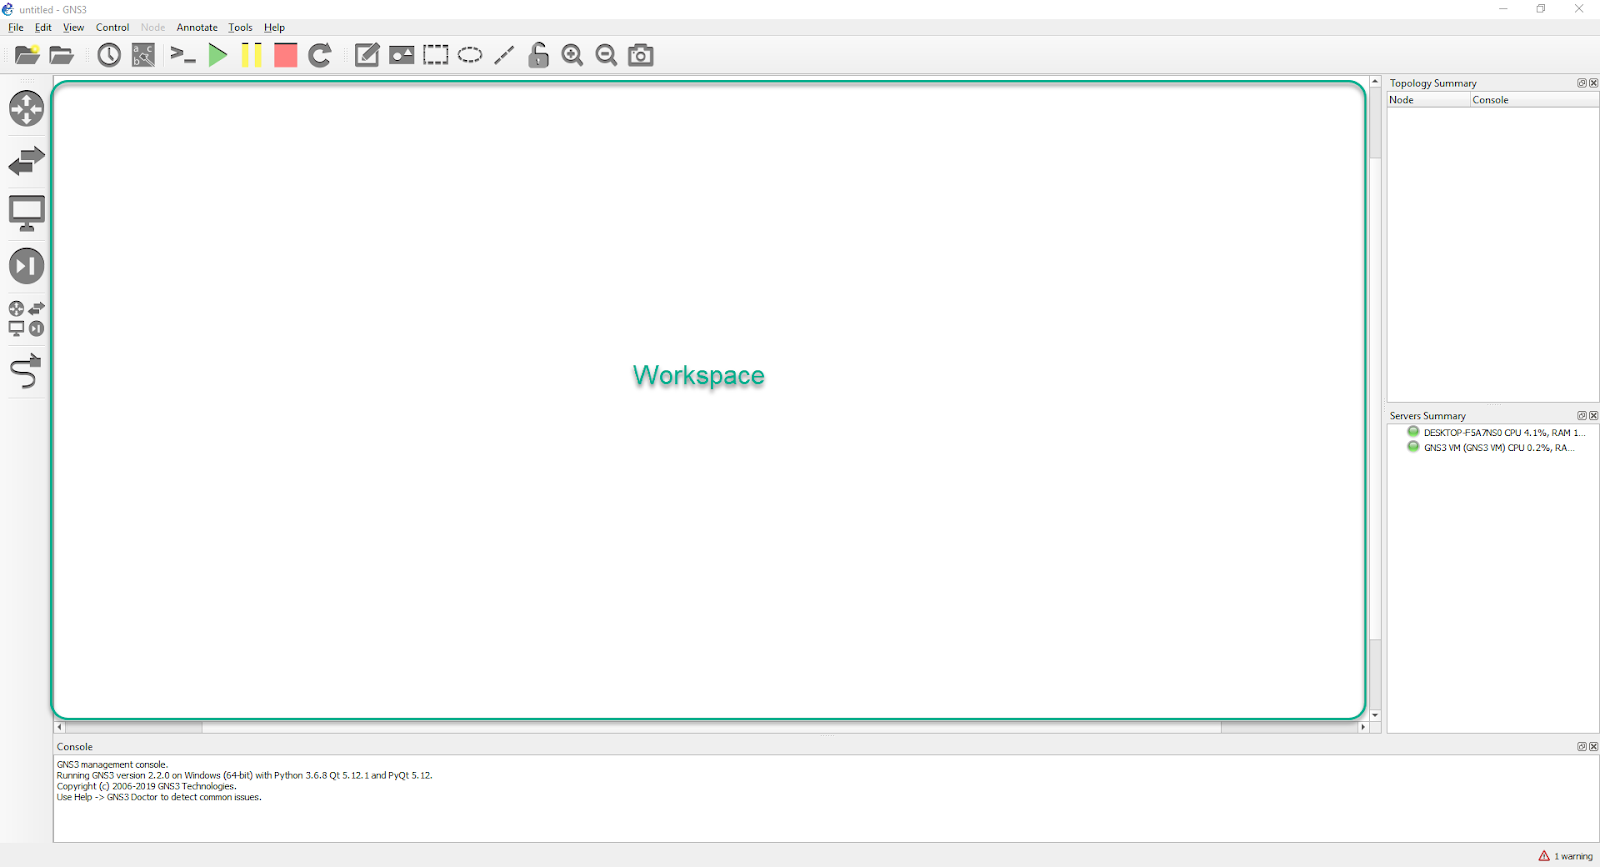 untitled - GNS3
File Edit View Control Node Annotate Tools Help
Workspace
Topology Summary
Node Console
Servers Summary
DESKTOP-F5A7NS0 CPU 4.1%, RAM 1...
GNS3 VM (GNS3 VM) CPU 0.2%, RA...
Console
GNS3 management console.
Running GNS3 version 2.2.0 on Windows (64-bit) with Python 3.6.8 Qt 5.12.1 and PyQt 5.12.
Copyright (c) 2006-2019 GNS3 Technologies.
Use Help -> GNS3 Doctor to detect common issues.
1 warning